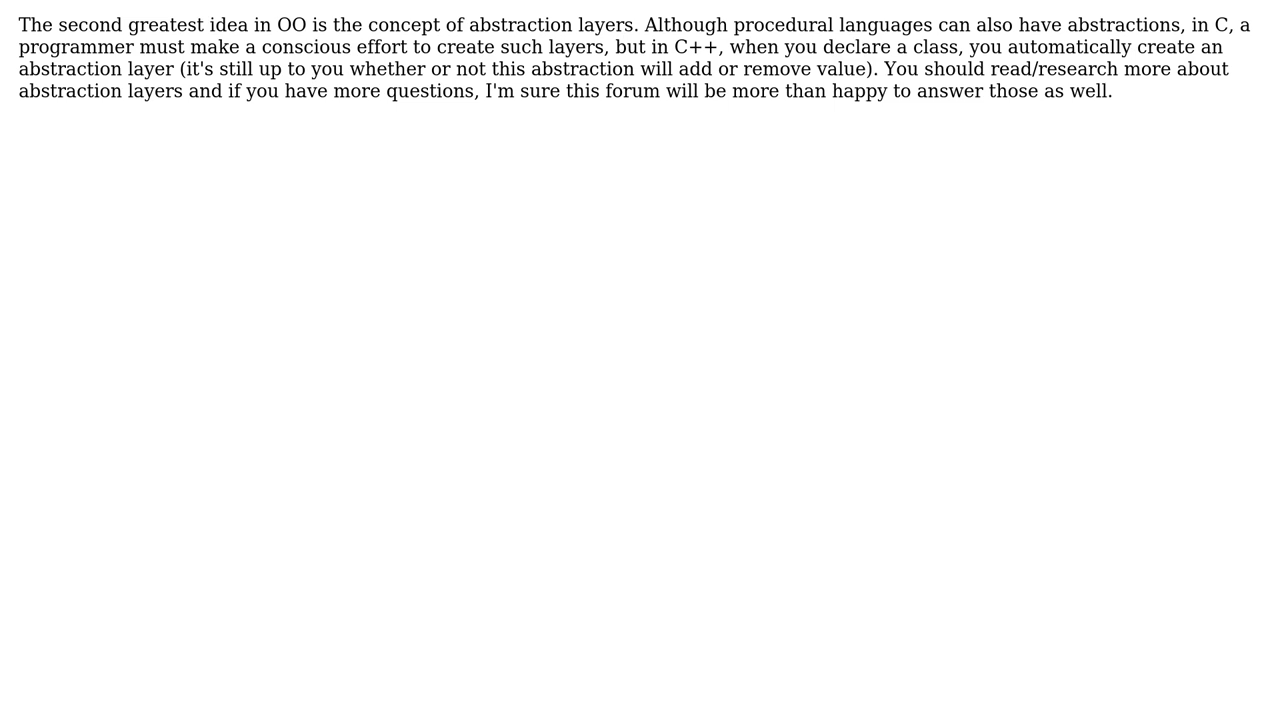 The second greatest idea in OO is the concept of abstraction layers. Although procedural languages can also have abstractions, in C, a
programmer must make a conscious effort to create such layers, but in C++, when you declare a class, you automatically create an
abstraction layer (it's still up to you whether or not this abstraction will add or remove value). You should read/research more about
abstraction layers and if you have more questions, I'm sure this forum will be more than happy to answer those as well.